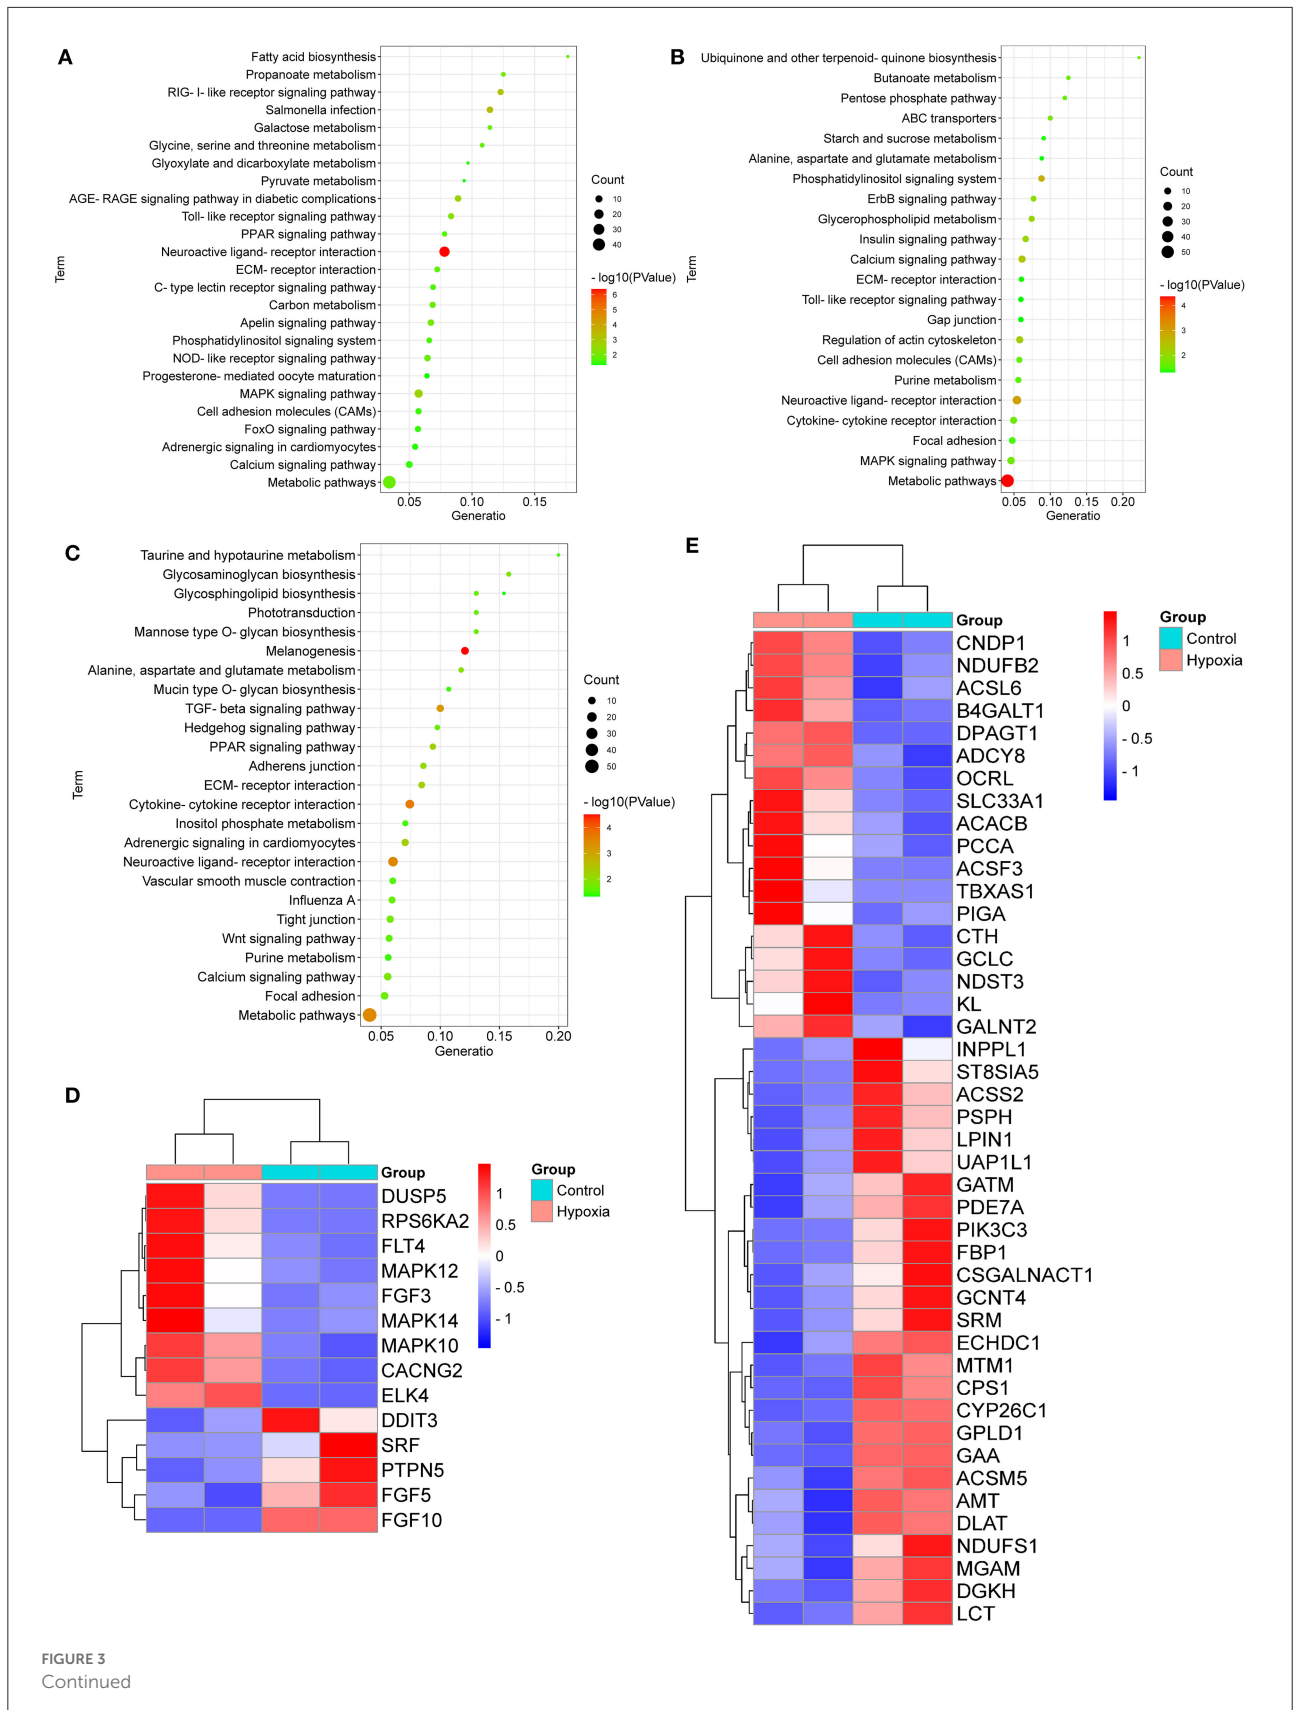 A
Fatty acid biosynthesis
Propanoate metabolism
RIG- I- like receptor signaling pathway
Salmonella infection
Galactose metabolism
Glycine, serine and threonine metabolism
Glyoxylate and dicarboxylate metabolism
Pyruvate metabolism
AGE- RAGE signaling pathway in diabetic complications
Toll- like receptor signaling pathway
PPAR signaling pathway
Neuroactive ligand- receptor interaction
ECM- receptor interaction
C- type lectin receptor signaling pathway
Carbon metabolism
Apelin signaling pathway
Phosphatidylinositol signaling system
NOD- like receptor signaling pathway
Progesterone- mediated oocyte maturation
MAPK signaling pathway
Cell adhesion molecules (CAMs)
FoxO signaling pathway
Adrenergic signaling in cardiomyocytes
Calcium signaling pathway
Metabolic pathways
Term
0.05 0.10 0.15
Generatio
Count
10
20
30
40
- log10(PValue)
6
5
4
3
2
B
Ubiquinone and other terpenoid- quinone biosynthesis
Butanoate metabolism
Pentose phosphate pathway
ABC transporters
Starch and sucrose metabolism
Alanine, aspartate and glutamate metabolism
Phosphatidylinositol signaling system
ErbB signaling pathway
Glycerophospholipid metabolism
Insulin signaling pathway
Calcium signaling pathway
ECM- receptor interaction
Toll- like receptor signaling pathway
Gap junction
Regulation of actin cytoskeleton
Cell adhesion molecules (CAMs)
Purine metabolism
Neuroactive ligand- receptor interaction
Cytokine- cytokine receptor interaction
Focal adhesion
MAPK signaling pathway
Metabolic pathways
Term
0.05 0.10 0.15 0.20
Generatio
Count
10
20
30
40
50
- log10(PValue)
4
3
2
C
Taurine and hypotaurine metabolism
Glycosaminoglycan biosynthesis
Glycosphingolipid biosynthesis
Phototransduction
Mannose type O- glycan biosynthesis
Melanogenesis
Alanine, aspartate and glutamate metabolism
Mucin type O- glycan biosynthesis
TGF- beta signaling pathway
Hedgehog signaling pathway
PPAR signaling pathway
Adherens junction
ECM- receptor interaction
Cytokine- cytokine receptor interaction
Inositol phosphate metabolism
Adrenergic signaling in cardiomyocytes
Neuroactive ligand- receptor interaction
Vascular smooth muscle contraction
Influenza A
Tight junction
Wnt signaling pathway
Purine metabolism
Calcium signaling pathway
Focal adhesion
Metabolic pathways
Term
0.05 0.10 0.15 0.20
Generatio
Count
10
20
30
40
50
- log10(PValue)
4
3
2
D
Group
DUSP5
RPS6KA2
FLT4
MAPK12
FGF3
MAPK14
MAPK10
CACNG2
ELK4
DDIT3
SRF
PTPN5
FGF5
FGF10
1
0.5
0
- 0.5
- 1
Group
Control
Hypoxia
E
Group
CNDP1
NDUFB2
ACSL6
B4GALT1
DPAGT1
ADCY8
OCRL
SLC33A1
ACACB
PCCA
ACSF3
TBXAS1
PIGA
CTH
GCLC
NDST3
KL
GALNT2
INPPL1
ST8SIA5
ACSS2
PSPH
LPIN1
UAP1L1
GATM
PDE7A
PIK3C3
FBP1
CSGALNACT1
GCNT4
SRM
ECHDC1
MTM1
CPS1
CYP26C1
GPLD1
GAA
ACSM5
AMT
DLAT
NDUFS1
MGAM
DGKH
LCT
1
0.5
0
- 0.5
- 1
Group
Control
Hypoxia
FIGURE 3
Continued